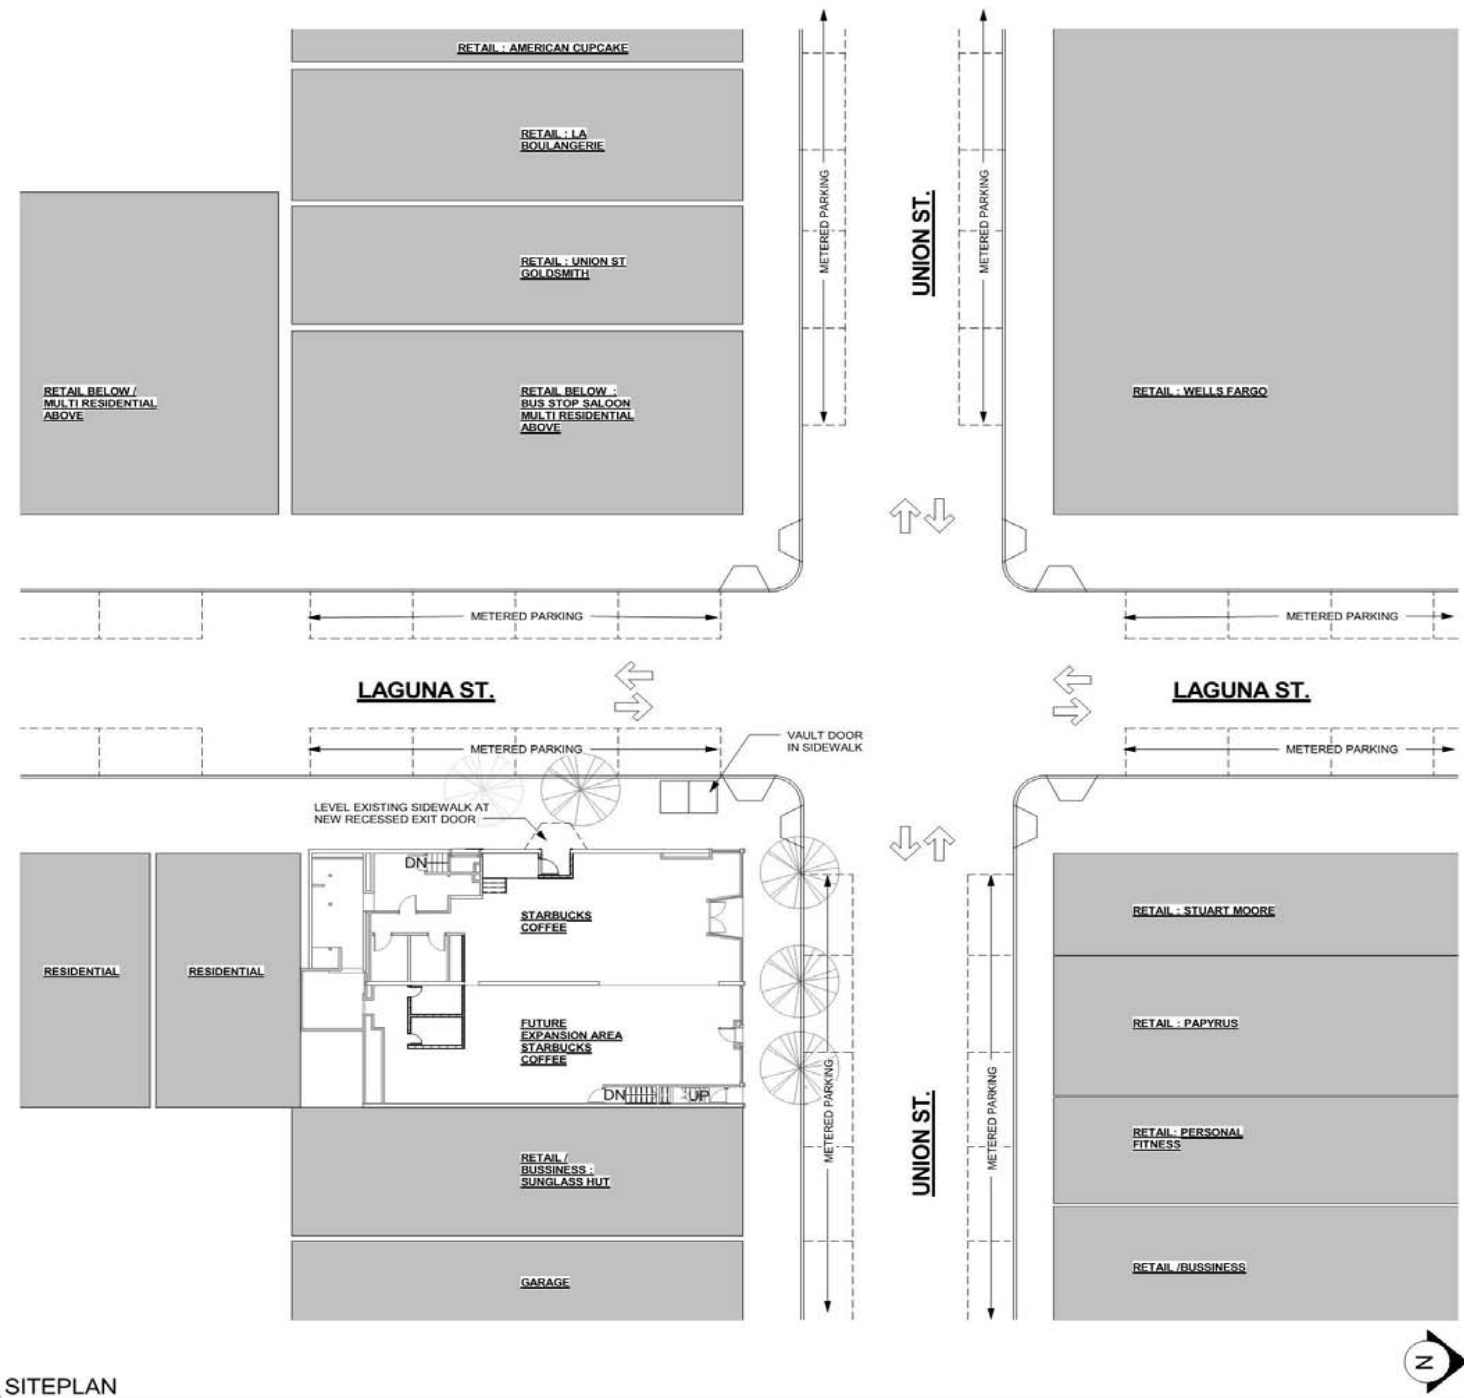 RETAIL : AMERICAN CUPCAKE
RETAIL : LA
BOULANGERIE
METERED PARKING
UNION ST.
METERED PARKING
RETAIL : UNION ST
GOLDSMITH
RETAIL BELOW /
MULTI RESIDENTIAL
ABOVE
RETAIL BELOW :
BUS STOP SALOON
MULTI RESIDENTIAL
ABOVE
RETAIL : WELLS FARGO
METERED PARKING
METERED PARKING
LAGUNA ST.
LAGUNA ST.
METERED PARKING
VAULT DOOR
IN SIDEWALK
METERED PARKING
LEVEL EXISTING SIDEWALK AT
NEW RECESSED EXIT DOOR
DN
STARBUCKS
COFFEE
RETAIL : STUART MOORE
RESIDENTIAL
RESIDENTIAL
FUTURE
EXPANSION AREA
STARBUCKS
COFFEE
RETAIL : PAPYRUS
DN
UP
METERED PARKING
UNION ST.
METERED PARKING
RETAIL: PERSONAL
FITNESS
RETAIL /
BUSSINESS :
SUNGLASS HUT
GARAGE
RETAIL /BUSSINESS
N
SITEPLAN